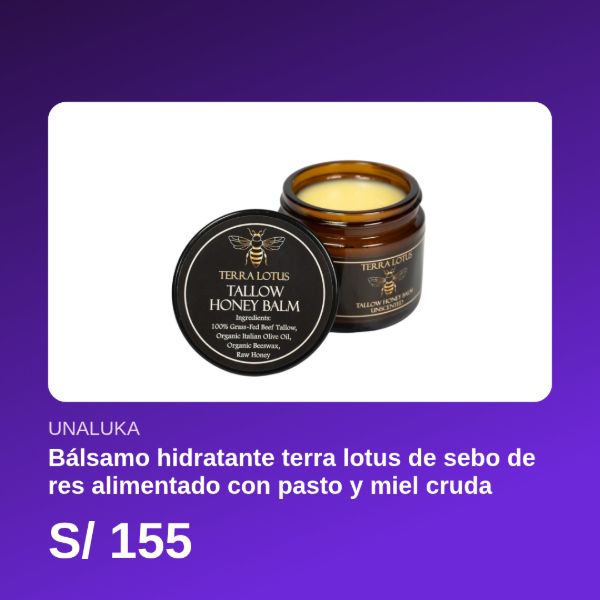 TERRA LOTUS
TALLOW
HONEY BALM
Ingredients:
100% Grass-Fed Beef Tallow,
Organic Italian Olive Oil,
Organic Beeswax,
Raw Honey
TERRA LOTUS
TALLOW HONEY BALM
UNSCENTED
UNALUKA
Bálsamo hidratante terra lotus de sebo de
res alimentado con pasto y miel cruda
S/ 155